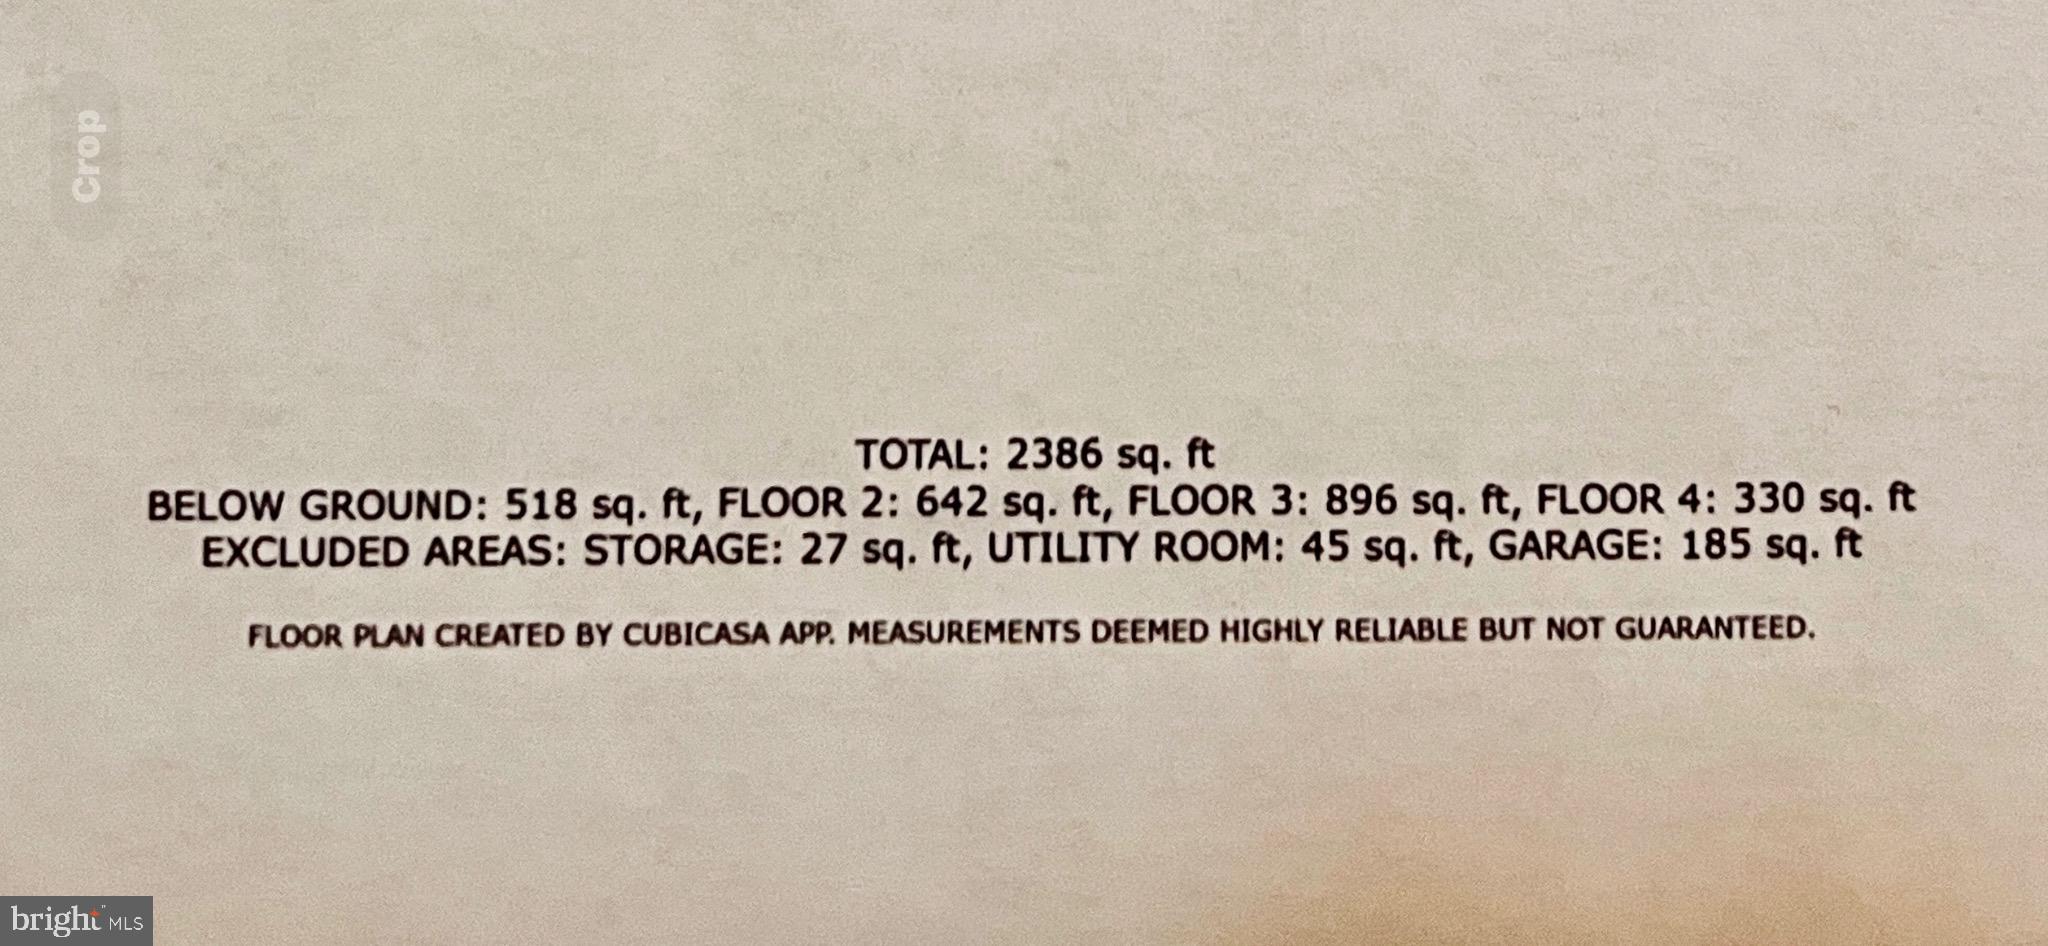 Crop
TOTAL: 2386 sq. ft
BELOW GROUND: 518 sq. ft, FLOOR 2: 642 sq. ft, FLOOR 3: 896 sq. ft, FLOOR 4: 330 sq. ft
EXCLUDED AREAS: STORAGE: 27 sq. ft, UTILITY ROOM: 45 sq. ft, GARAGE: 185 sq. ft
FLOOR PLAN CREATED BY CUBICASA APP. MEASUREMENTS DEEMED HIGHLY RELIABLE BUT NOT GUARANTEED.
bright MLS